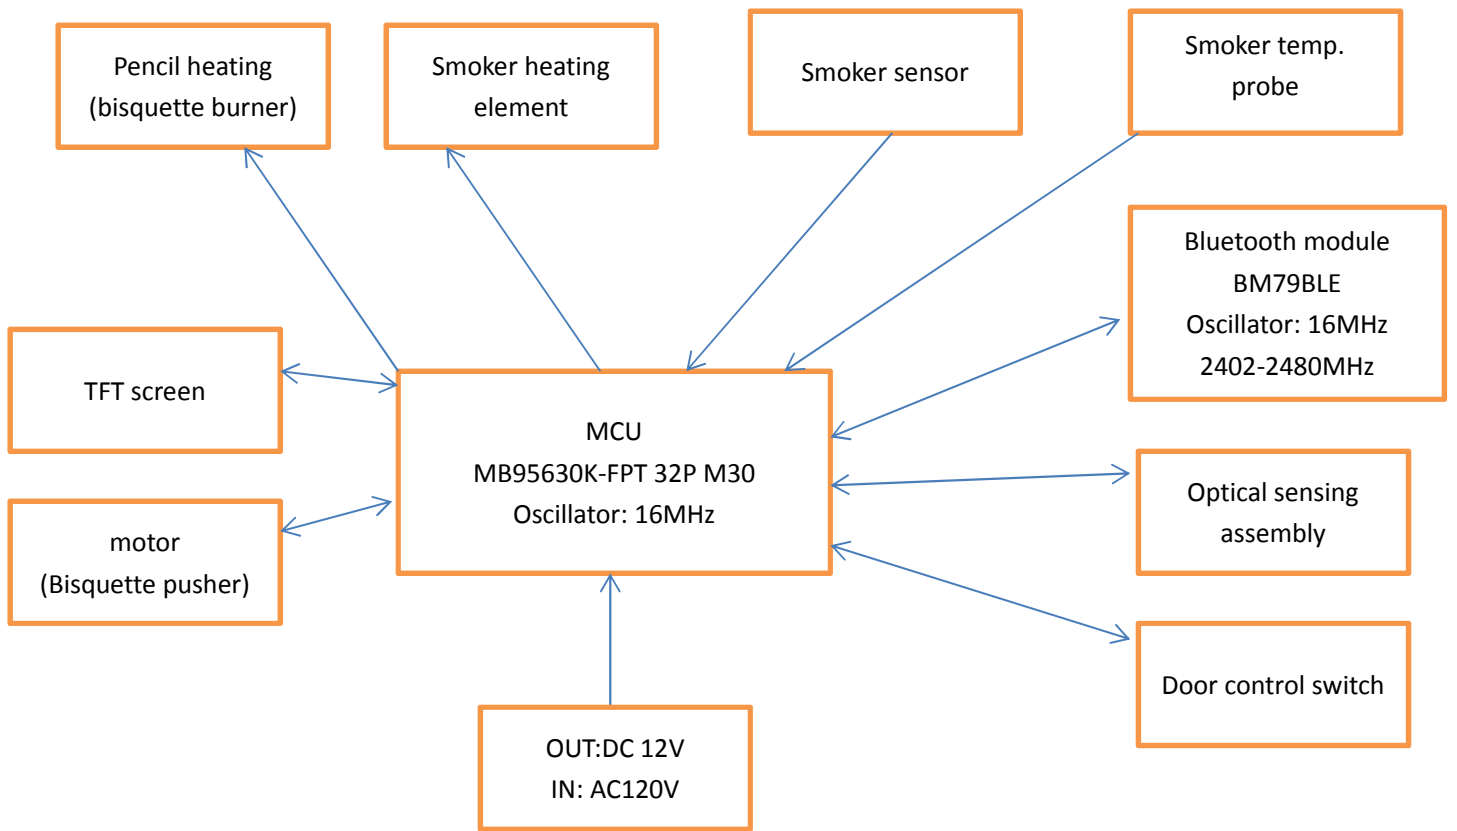 Pencil heating
(bisquette burner)
Smoker heating
element
Smoker sensor
Smoker temp.
probe
Bluetooth module
BM79BLE
Oscillator: 16MHz
2402-2480MHz
TFT screen
MCU
MB95630K-FPT 32P M30
Oscillator: 16MHz
Optical sensing
assembly
motor
(Bisquette pusher)
Door control switch
OUT:DC 12V
IN: AC120V